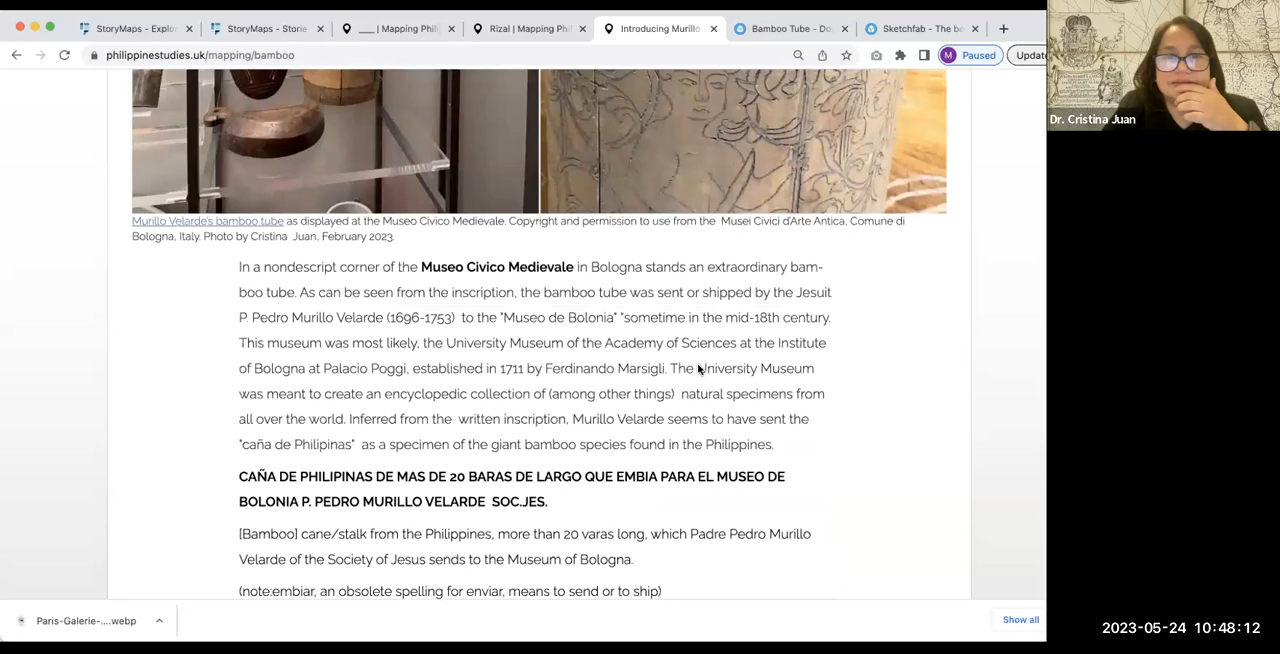 StoryMaps - Explor
StoryMaps - Storie
___ | Mapping Phili
Rizal | Mapping Phi
Introducing Murillo
Bamboo Tube - Do
Sketchfab - The be
philippinestudies.uk/mapping/bamboo
M Paused
Update
Dr. Cristina Juan
Murillo Velarde's bamboo tube as displayed at the Museo Civico Medievale. Copyright and permission to use from the Musei Civici d'Arte Antica, Comune di
Bologna, Italy. Photo by Cristina Juan, February 2023.
In a nondescript corner of the Museo Civico Medievale in Bologna stands an extraordinary bam-
boo tube. As can be seen from the inscription, the bamboo tube was sent or shipped by the Jesuit
P. Pedro Murillo Velarde (1696-1753) to the "Museo de Bolonia" "sometime in the mid-18th century.
This museum was most likely, the University Museum of the Academy of Sciences at the Institute
of Bologna at Palacio Poggi, established in 1711 by Ferdinando Marsigli. The University Museum
was meant to create an encyclopedic collection of (among other things) natural specimens from
all over the world. Inferred from the written inscription, Murillo Velarde seems to have sent the
"caña de Philipinas" as a specimen of the giant bamboo species found in the Philippines.
CAÑA DE PHILIPINAS DE MAS DE 20 BARAS DE LARGO QUE EMBIA PARA EL MUSEO DE
BOLONIA P. PEDRO MURILLO VELARDE SOC.JES.
[Bamboo] cane/stalk from the Philippines, more than 20 varas long, which Padre Pedro Murillo
Velarde of the Society of Jesus sends to the Museum of Bologna.
(note:embiar, an obsolete spelling for enviar, means to send or to ship)
Paris-Galerie-....webp
Show all
2023-05-24 10:48:12